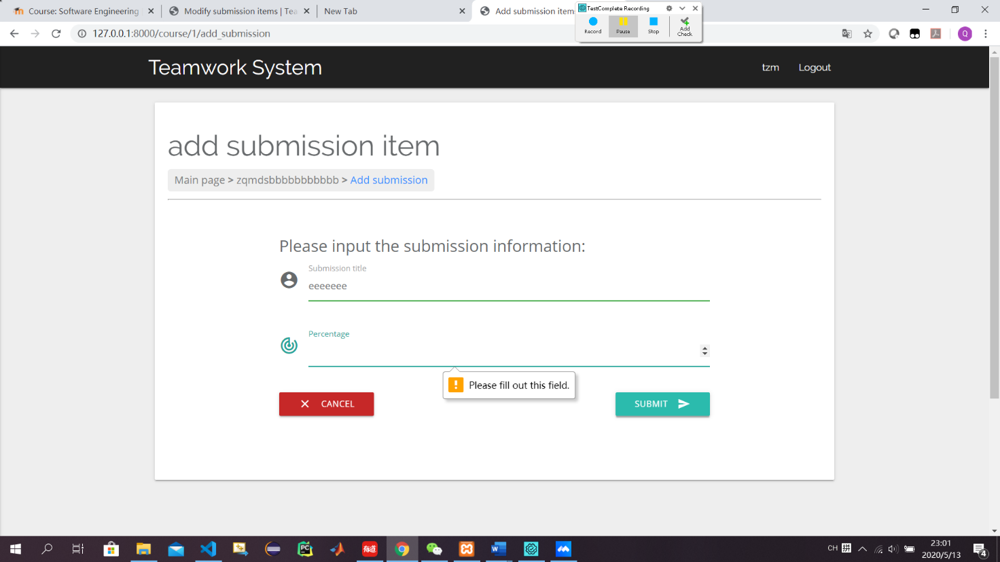 Course: Software Engineering
Modify submission items | Tea
New Tab
Add submission item
TestComplete Recording
Record
Pause
Stop
Add
Check
127.0.0.1:8000/course/1/add_submission
Q
Teamwork System
tzm
Logout
add submission item
Main page > zqmdsbbbbbbbbbbb > Add submission
Please input the submission information:
Submission title
eeeeeee
Percentage
Please fill out this field.
CANCEL
SUBMIT
CH
拼
23:01
2020/5/13
4